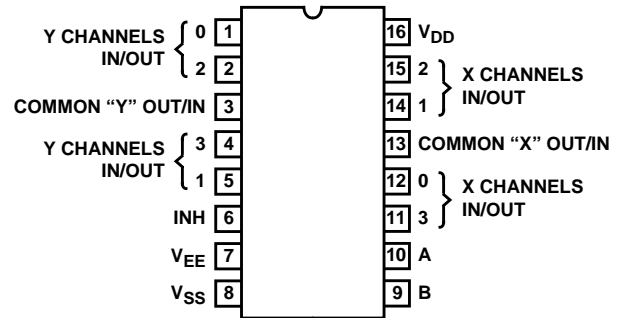 Y CHANNELS IN/OUT
0 1
2 2
COMMON “Y” OUT/IN 3
Y CHANNELS IN/OUT
3 4
1 5
INH 6
VEE 7
VSS 8
16 VDD
15 2
14 1
X CHANNELS IN/OUT
13 COMMON “X” OUT/IN
12 0
11 3
X CHANNELS IN/OUT
10 A
9 B